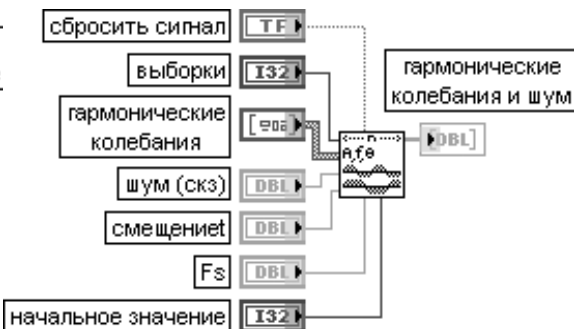 сбросить сигнал
TF
выборки
I32
гармонические
колебания
шум (скз)
DBL
смещениеt
DBL
Fs
DBL
начальное значение
I32
n
A,f,θ
гармонические
колебания и шум
DBL]